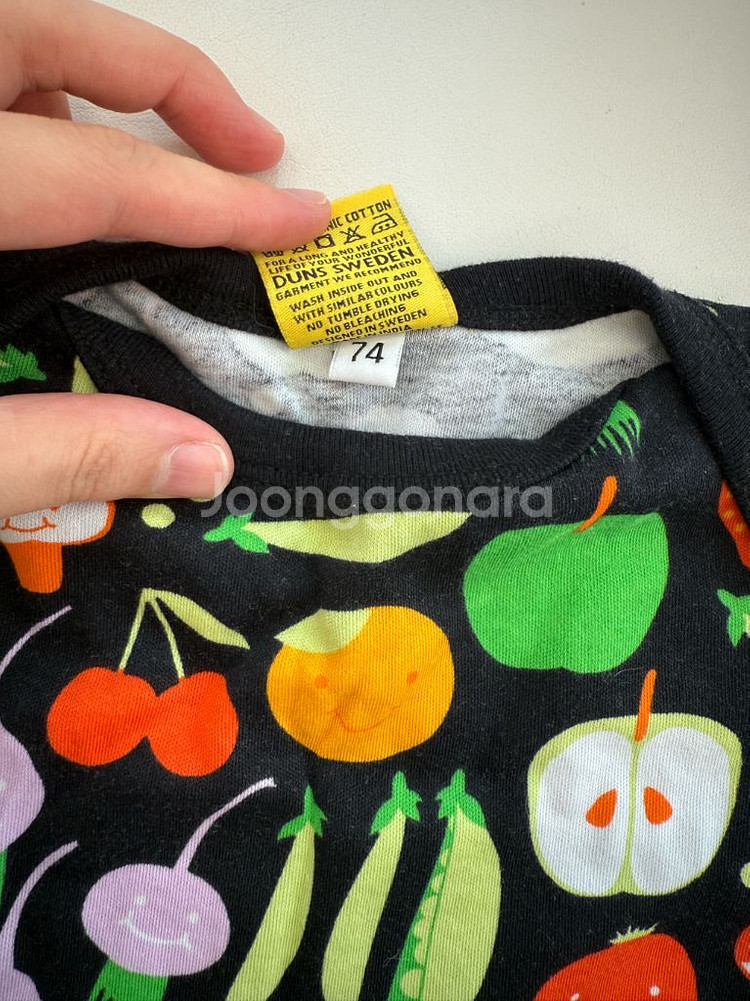 COTTON
FOR A LONG AND HEALTHY
LIFE OF YOUR WONDERFUL
DUNS SWEDEN
GARMENT WE RECOMMEND
WASH INSIDE OUT AND
WITH SIMILAR COLOURS
NO TUMBLE DRYING
NO BLEACHING
DESIGNED IN SWEDEN
INDIA
74
Joonggonara